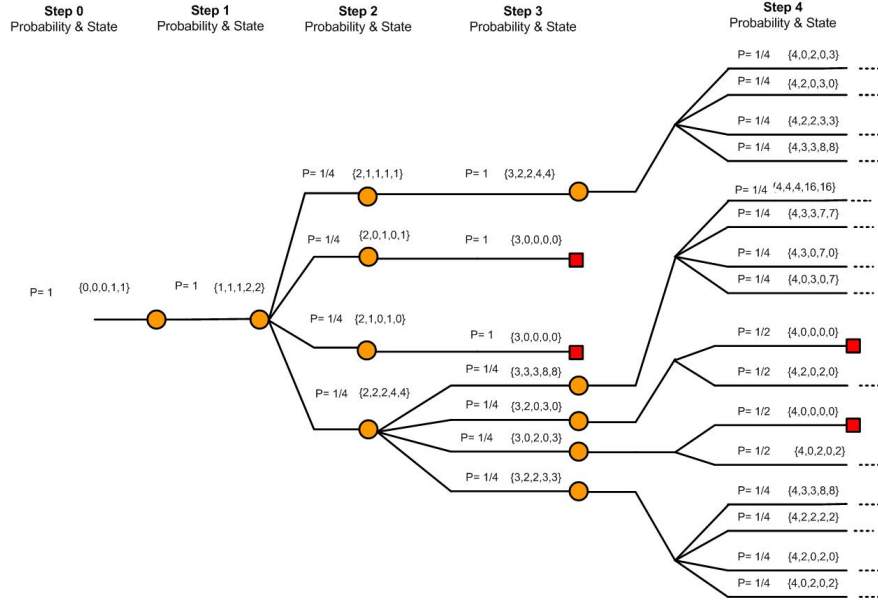 Step 0
Probability & State
Step 1
Probability & State
Step 2
Probability & State
Step 3
Probability & State
Step 4
Probability & State
P= 1 {0,0,0,1,1}
P= 1 {1,1,1,2,2}
P= 1/4 {2,1,1,1,1}
P= 1/4 {2,0,1,0,1}
P= 1/4 {2,1,0,1,0}
P= 1/4 {2,2,2,4,4}
P= 1 {3,2,2,4,4}
P= 1 {3,0,0,0,0}
P= 1 {3,0,0,0,0}
P= 1/4 {3,3,3,8,8}
P= 1/4 {3,2,0,3,0}
P= 1/4 {3,0,2,0,3}
P= 1/4 {3,2,2,3,3}
P= 1/4 {4,0,2,0,3}
P= 1/4 {4,2,0,3,0}
P= 1/4 {4,2,2,3,3}
P= 1/4 {4,3,3,8,8}
P= 1/4 4,4,4,16,16}
P= 1/4 {4,3,3,7,7}
P= 1/4 {4,3,0,7,0}
P= 1/4 {4,0,3,0,7}
P= 1/2 {4,0,0,0,0}
P= 1/2 {4,2,0,2,0}
P= 1/2 {4,0,0,0,0}
P= 1/2 {4,0,2,0,2}
P= 1/4 {4,3,3,8,8}
P= 1/4 {4,2,2,2,2}
P= 1/4 {4,2,0,2,0}
P= 1/4 {4,0,2,0,2}